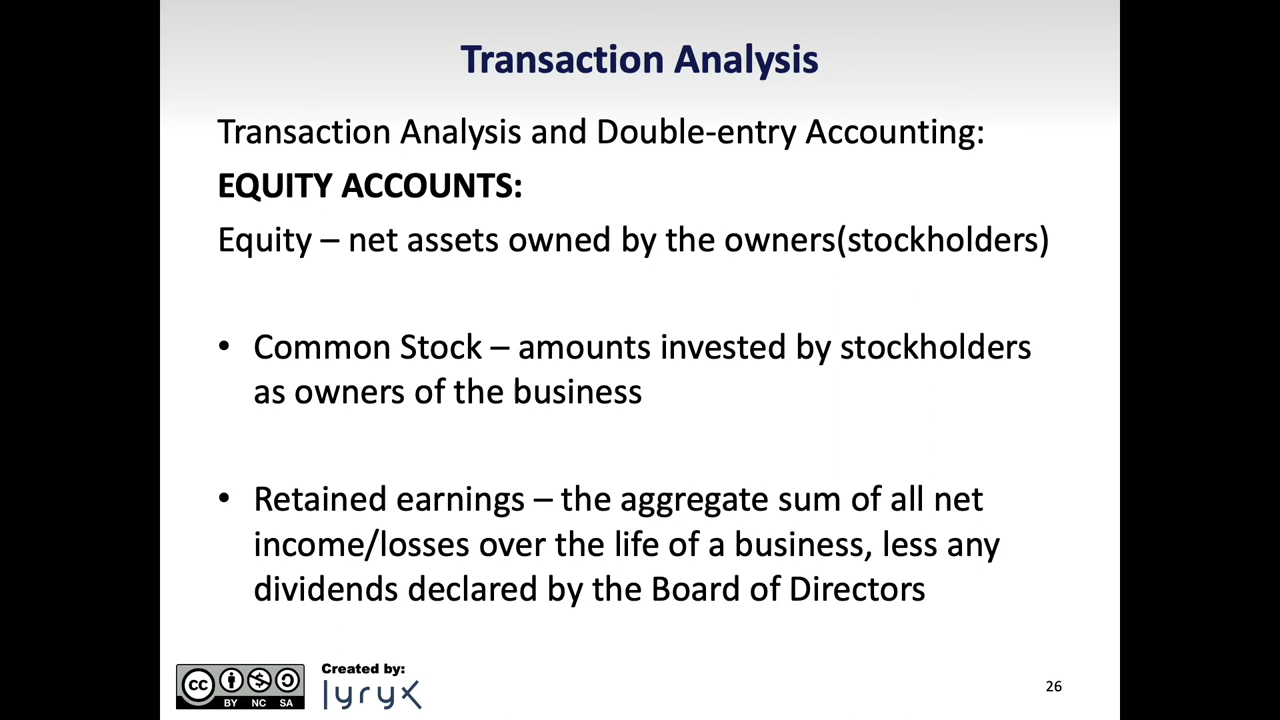 Transaction Analysis
Transaction Analysis and Double-entry Accounting:
EQUITY ACCOUNTS:
Equity – net assets owned by the owners(stockholders)
• Common Stock – amounts invested by stockholders
as owners of the business
• Retained earnings – the aggregate sum of all net
income/losses over the life of a business, less any
dividends declared by the Board of Directors
cc BY NC SA
Created by:
lyryx
26